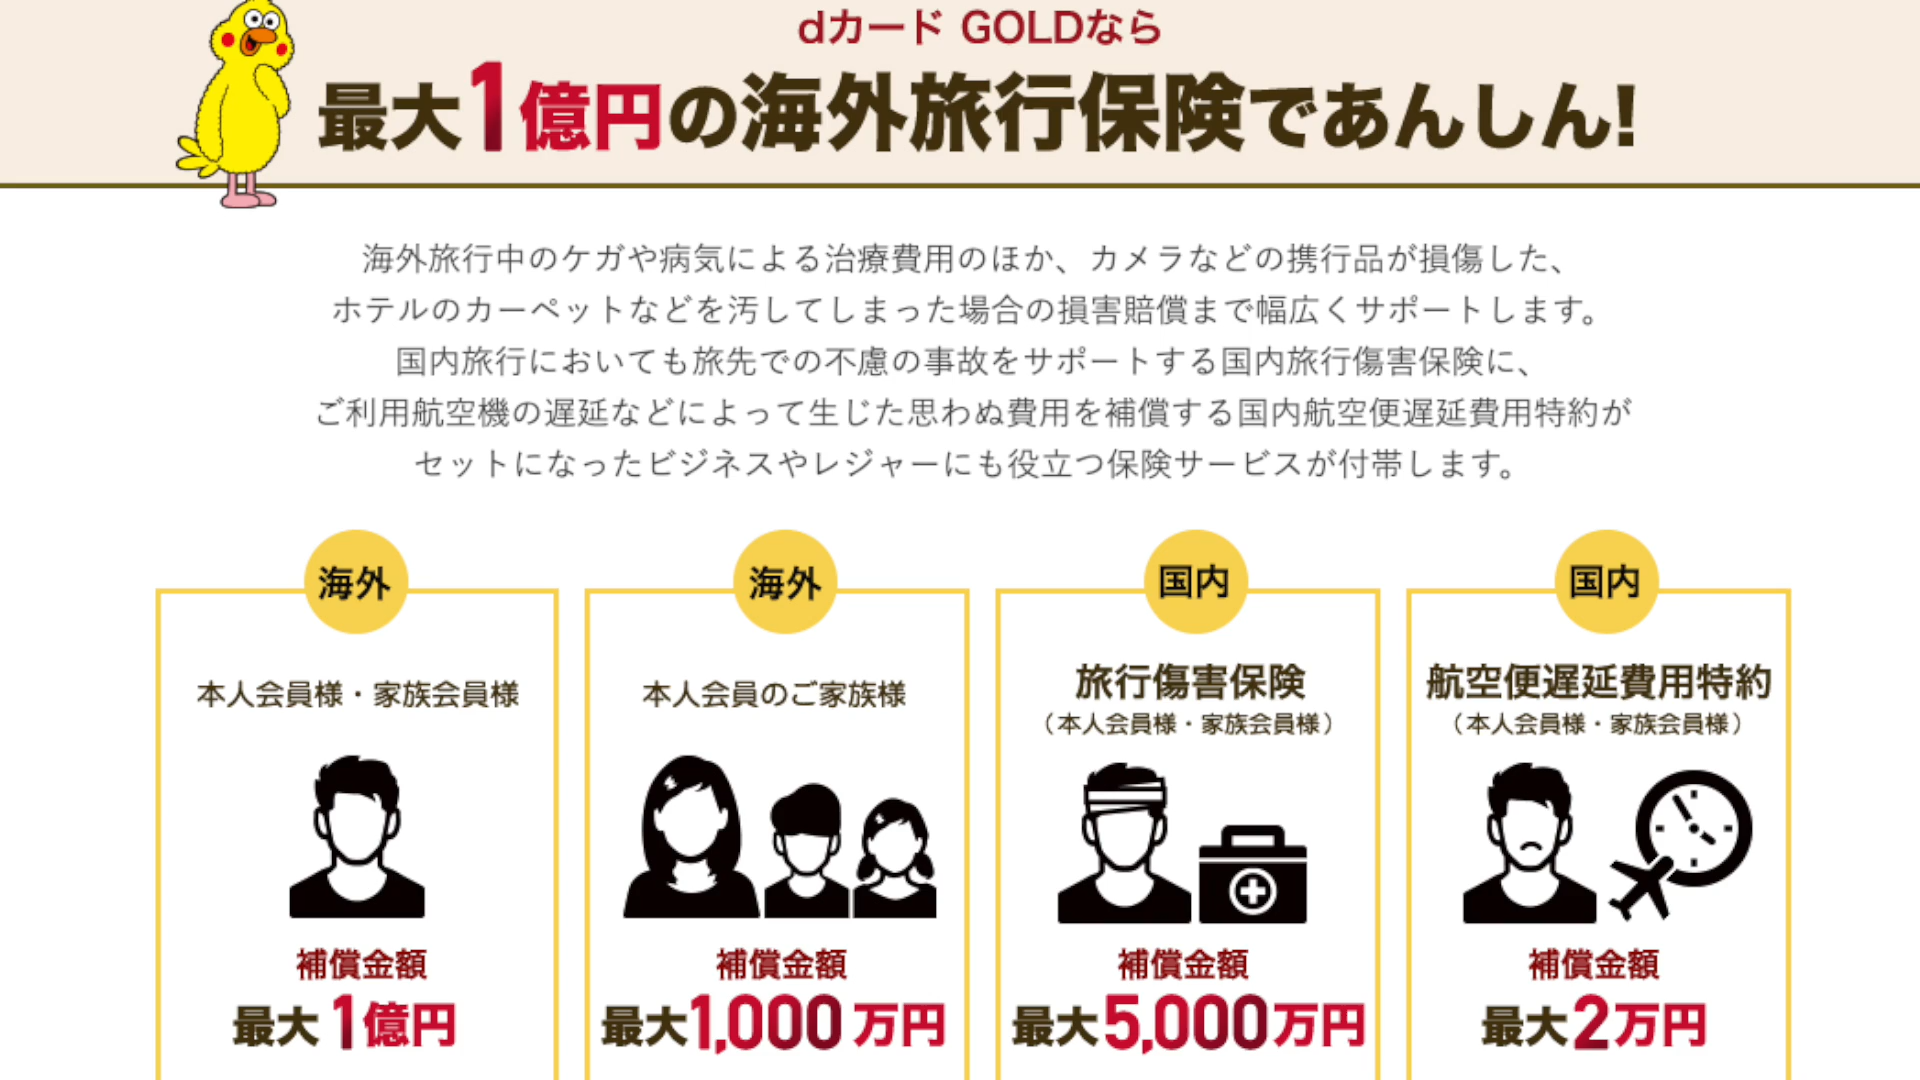 dカード GOLDなら
最大1億円の海外旅行保険であんしん!
海外旅行中のケガや病気による治療費用のほか、カメラなどの携行品が損傷した、
ホテルのカーペットなどを汚してしまった場合の損害賠償まで幅広くサポートします。
国内旅行においても旅先での不慮の事故をサポートする国内旅行傷害保険に、
ご利用航空機の遅延などによって生じた思わぬ費用を補償する国内航空便遅延費用特約が
セットになったビジネスやレジャーにも役立つ保険サービスが付帯します。
海外
本人会員様・家族会員様
補償金額
最大1億円
海外
本人会員のご家族様
補償金額
最大1,000万円
国内
旅行傷害保険
（本人会員様・家族会員様）
補償金額
最大5,000万円
国内
航空便遅延費用特約
（本人会員様・家族会員様）
補償金額
最大2万円